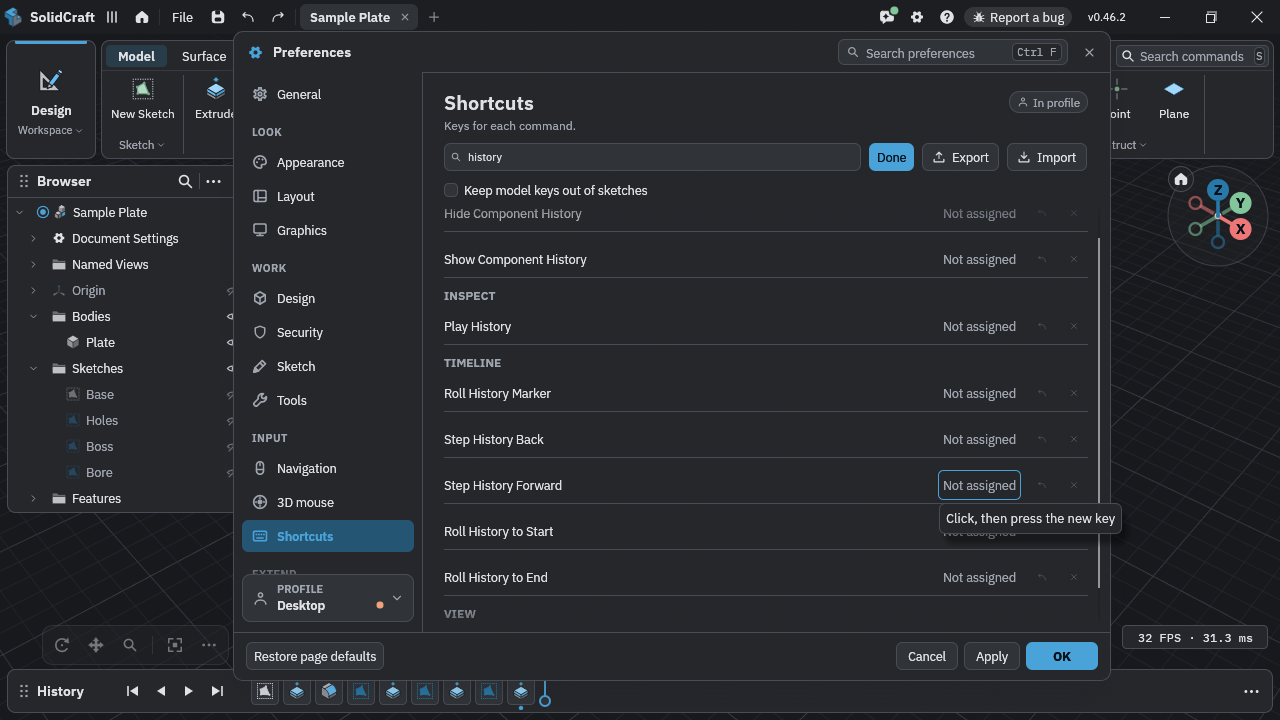 SolidCraft
File
Sample Plate
Report a bug
v0.46.2
Model
Surface
Search commands
S
Design
Workspace
New Sketch
Extrude
Sketch
Plane
Browser
Sample Plate
Document Settings
Named Views
Origin
Bodies
Plate
Sketches
Base
Holes
Boss
Bore
Features
Preferences
Search preferences
Ctrl F
General
LOOK
Appearance
Layout
Graphics
WORK
Design
Security
Sketch
Tools
INPUT
Navigation
3D mouse
Shortcuts
EXTEND
PROFILE
Desktop
Shortcuts
In profile
Keys for each command.
history
Done
Export
Import
Keep model keys out of sketches
Hide Component History
Not assigned
Show Component History
Not assigned
INSPECT
Play History
Not assigned
TIMELINE
Roll History Marker
Not assigned
Step History Back
Not assigned
Step History Forward
Not assigned
Click, then press the new key
Roll History to Start
Not assigned
Roll History to End
Not assigned
VIEW
Restore page defaults
Cancel
Apply
OK
Z
Y
X
32 FPS · 31.3 ms
History